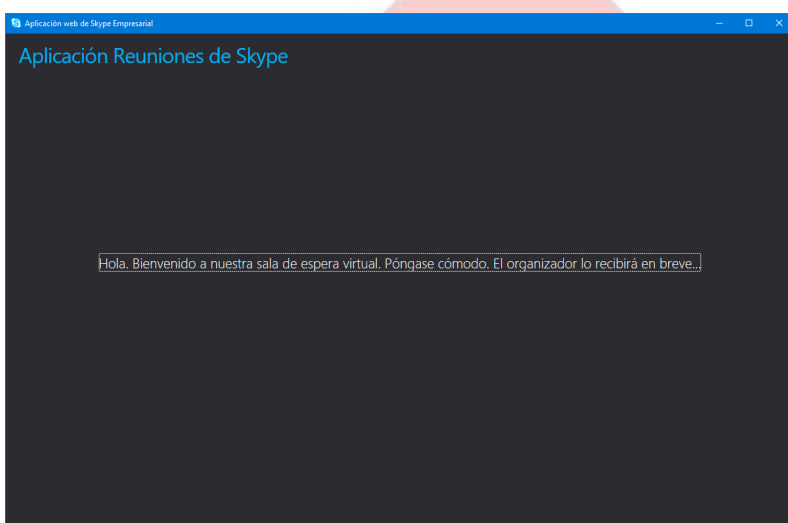 Aplicación web de Skype Empresarial
Aplicación Reuniones de Skype
Hola. Bienvenido a nuestra sala de espera virtual. Póngase cómodo. El organizador lo recibirá en breve...